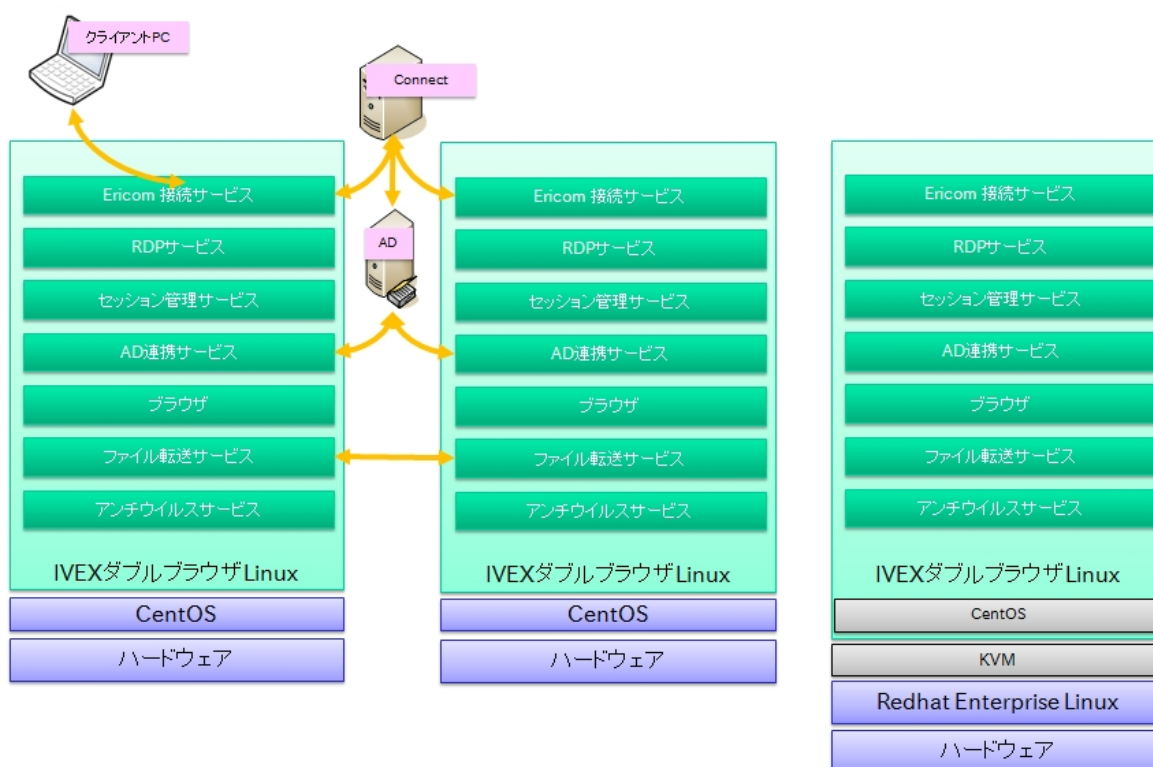 クライアントPC
Connect
AD
Ericom 接続サービス
RDPサービス
セッション管理サービス
AD連携サービス
ブラウザ
ファイル転送サービス
アンチウイルスサービス
IVEXダブルブラウザLinux
CentOS
ハードウェア
Ericom 接続サービス
RDPサービス
セッション管理サービス
AD連携サービス
ブラウザ
ファイル転送サービス
アンチウイルスサービス
IVEXダブルブラウザLinux
CentOS
ハードウェア
Ericom 接続サービス
RDPサービス
セッション管理サービス
AD連携サービス
ブラウザ
ファイル転送サービス
アンチウイルスサービス
IVEXダブルブラウザLinux
CentOS
KVM
Redhat Enterprise Linux
ハードウェア